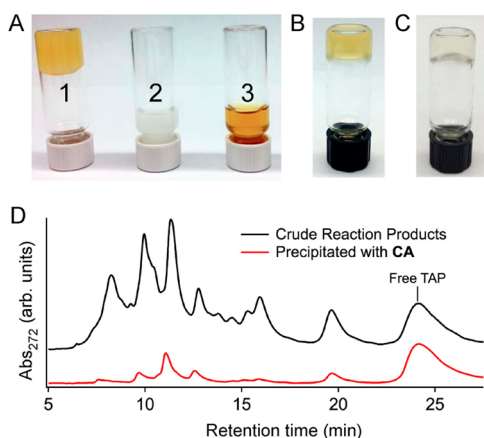 A
B
C
1
2
3
D
Crude Reaction Products
Precipitated with CA
Free TAP
Abs272 (arb. units)
5
10
15
20
25
Retention time (min)